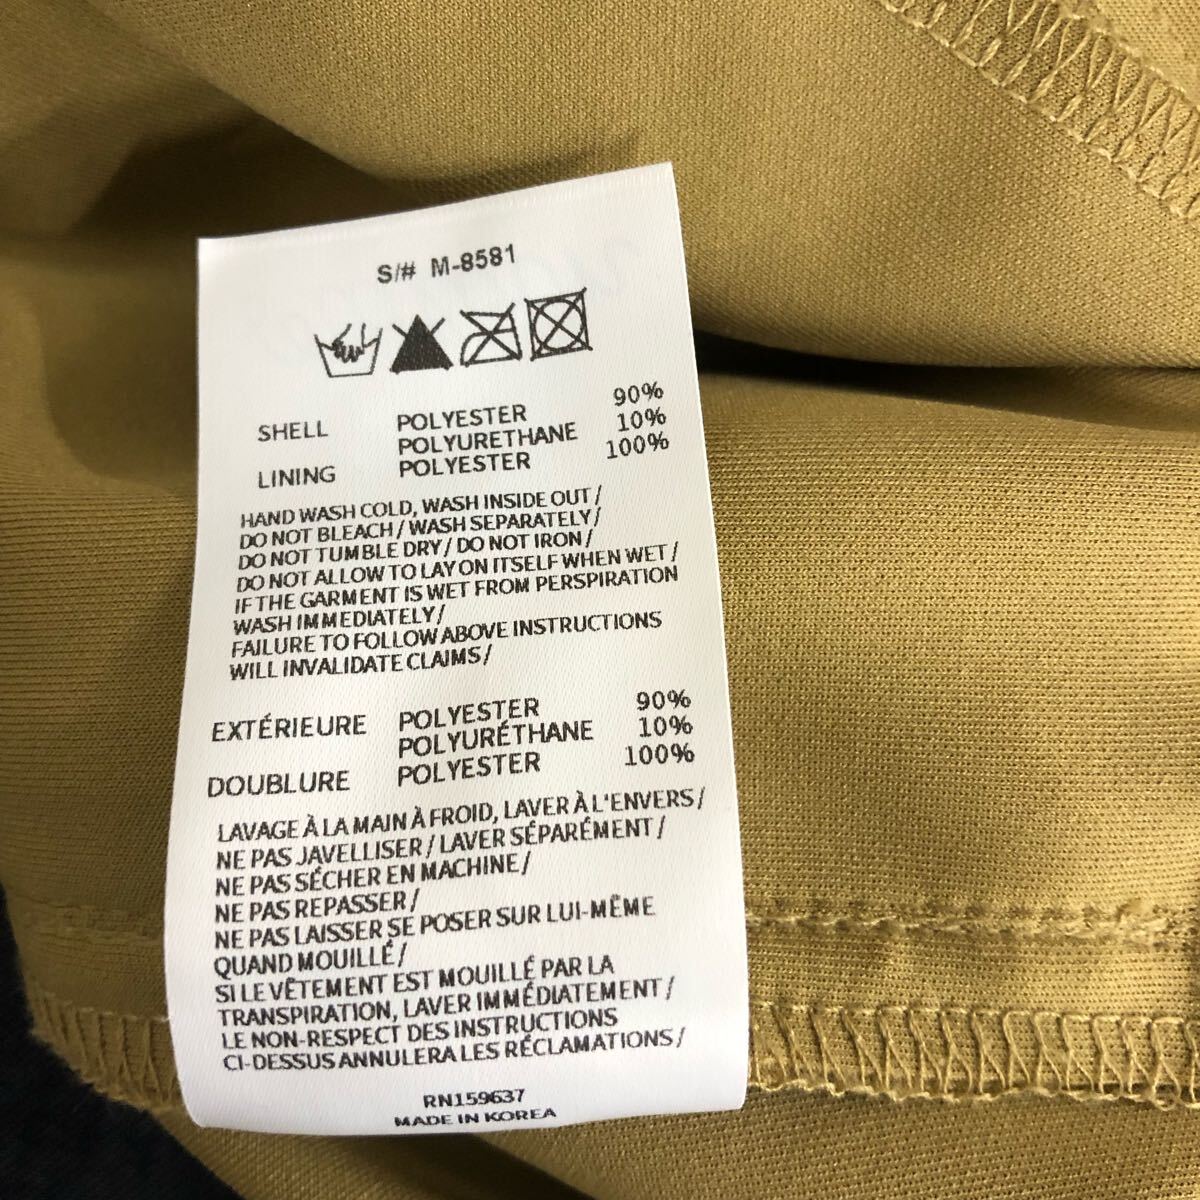 S/# M-8581
SHELL POLYESTER 90%
POLYURETHANE 10%
LINING POLYESTER 100%
HAND WASH COLD, WASH INSIDE OUT /
DO NOT BLEACH / WASH SEPARATELY /
DO NOT TUMBLE DRY / DO NOT IRON /
DO NOT ALLOW TO LAY ON ITSELF WHEN WET /
IF THE GARMENT IS WET FROM PERSPIRATION
WASH IMMEDIATELY /
FAILURE TO FOLLOW ABOVE INSTRUCTIONS
WILL INVALIDATE CLAIMS /
EXTÉRIEURE POLYESTER 90%
POLYURÉTHANE 10%
DOUBLURE POLYESTER 100%
LAVAGE À LA MAIN À FROID, LAVER À L'ENVERS /
NE PAS JAVELLISER / LAVER SÉPARÉMENT /
NE PAS SÉCHER EN MACHINE /
NE PAS REPASSER /
NE PAS LAISSER SE POSER SUR LUI-MÊME
QUAND MOUILLÉ /
SI LE VÊTEMENT EST MOUILLÉ PAR LA
TRANSPIRATION, LAVER IMMÉDIATEMENT /
LE NON-RESPECT DES INSTRUCTIONS
CI-DESSUS ANNULERA LES RÉCLAMATIONS /
RN159637
MADE IN KOREA